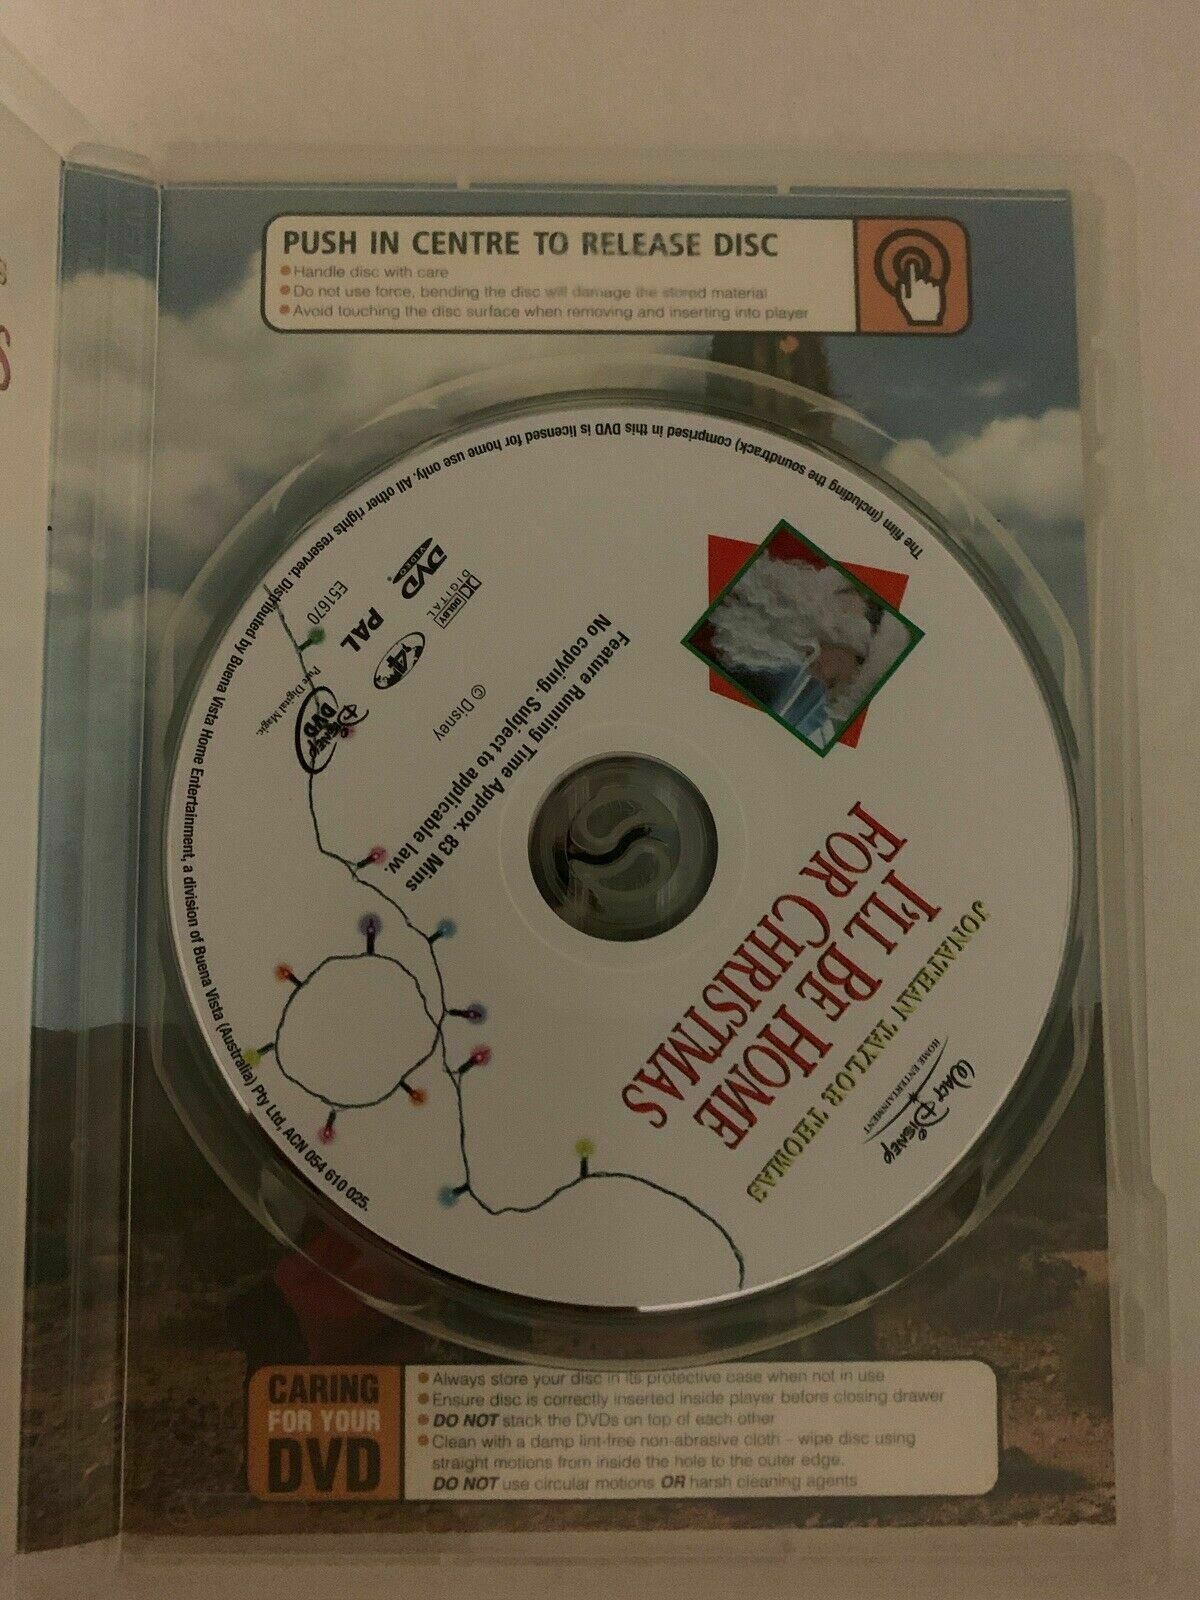 PUSH IN CENTRE TO RELEASE DISC
Handle disc with care
Do not use force, bending the disc will damage the stored material
Avoid touching the disc surface when removing and inserting into player
The film (including the soundtrack) comprised in this DVD is licensed for home use only. All other rights reserved. Distributed by Buena Vista Home Entertainment, a division of Buena Vista (Australia) Pty Ltd, ACN 054 610 025.
WALT DISNEY
HOME ENTERTAINMENT
JONATHAN TAYLOR THOMAS
I'LL BE HOME
FOR CHRISTMAS
Feature Running Time Approx. 83 Mins
No copying. Subject to applicable law.
© Disney
DOLBY
DIGITAL
DVD
VIDEO
4
PAL
E51670
DISNEY
DVD
Pure Digital Magic.
CARING
FOR YOUR
DVD
Always store your disc in its protective case when not in use
Ensure disc is correctly inserted inside player before closing drawer
DO NOT stack the DVDs on top of each other
Clean with a damp lint-free non-abrasive cloth - wipe disc using
straight motions from inside the hole to the outer edge.
DO NOT use circular motions OR harsh cleaning agents